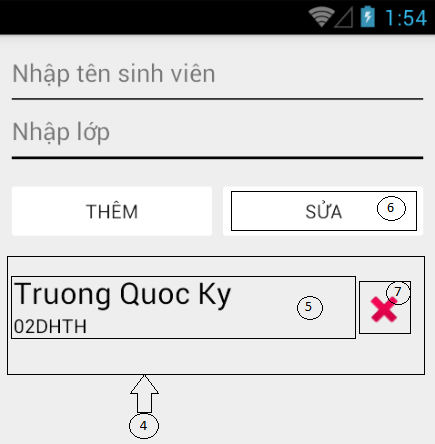 1:54
Nhập tên sinh viên
Nhập lớp
THÊM
SỬA
6
Truong Quoc Ky
5
7
02DHTH
4